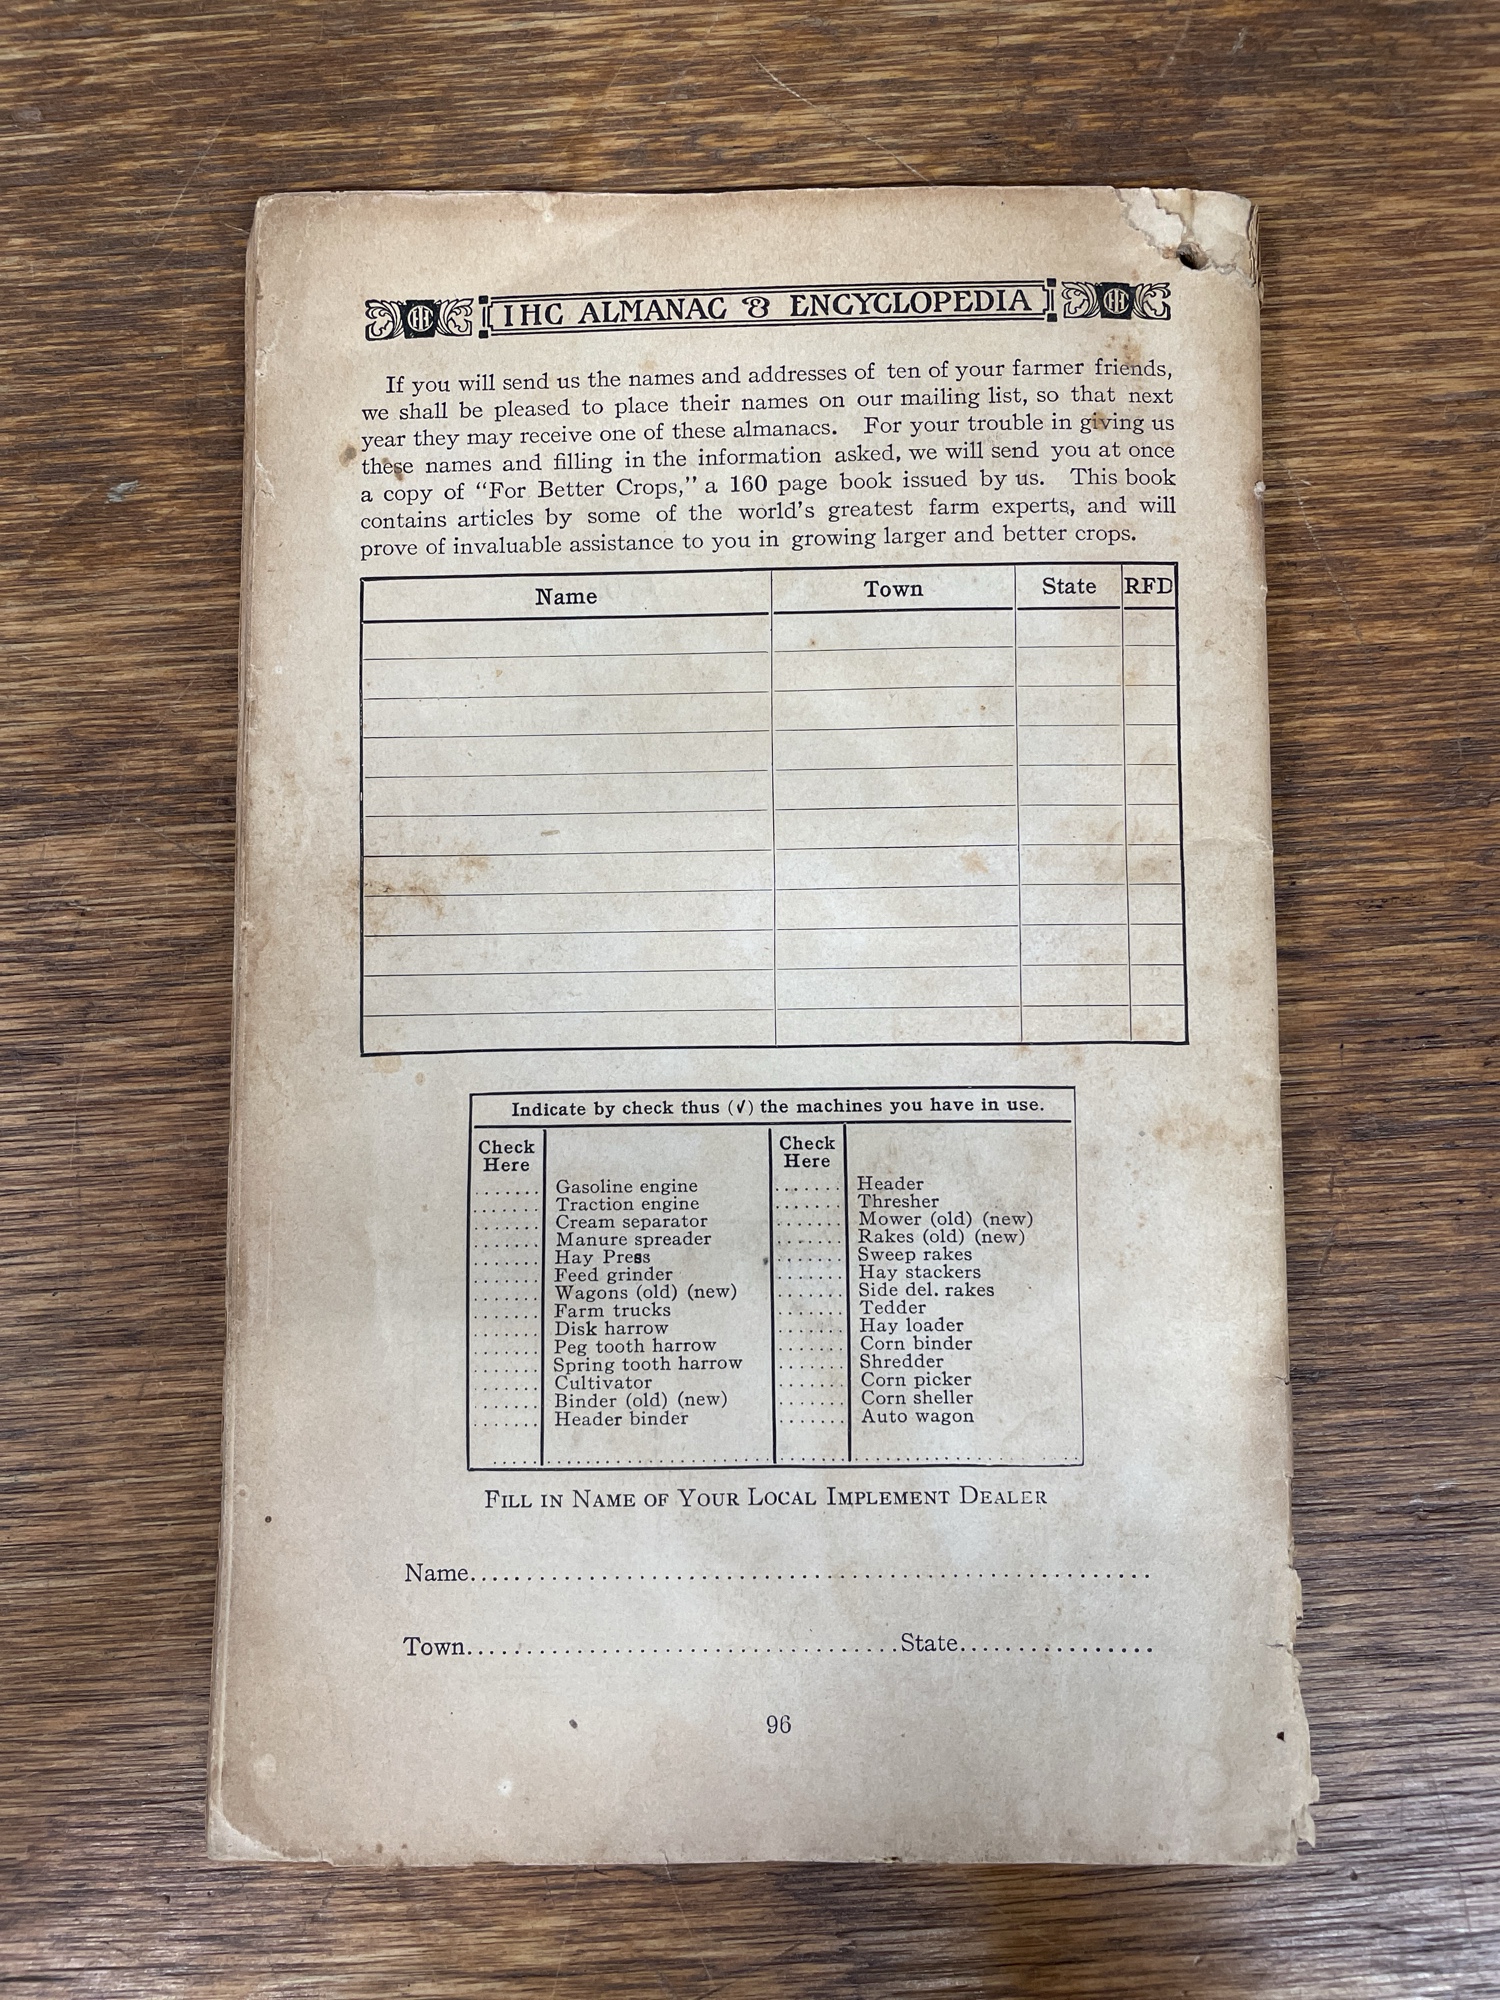 IHC ALMANAC & ENCYCLOPEDIA
If you will send us the names and addresses of ten of your farmer friends,
we shall be pleased to place their names on our mailing list, so that next
year they may receive one of these almanacs. For your trouble in giving us
these names and filling in the information asked, we will send you at once
a copy of "For Better Crops," a 160 page book issued by us. This book
contains articles by some of the world's greatest farm experts, and will
prove of invaluable assistance to you in growing larger and better crops.
Name Town State RFD
Indicate by check thus (✓) the machines you have in use.
Check
Here
....... Gasoline engine
....... Traction engine
....... Cream separator
....... Manure spreader
....... Hay Press
....... Feed grinder
....... Wagons (old) (new)
....... Farm trucks
....... Disk harrow
....... Peg tooth harrow
....... Spring tooth harrow
....... Cultivator
....... Binder (old) (new)
....... Header binder
Check
Here
....... Header
....... Thresher
....... Mower (old) (new)
....... Rakes (old) (new)
....... Sweep rakes
....... Hay stackers
....... Side del. rakes
....... Tedder
....... Hay loader
....... Corn binder
....... Shredder
....... Corn picker
....... Corn sheller
....... Auto wagon
FILL IN NAME OF YOUR LOCAL IMPLEMENT DEALER
Name..................................................
Town................................State.................
96